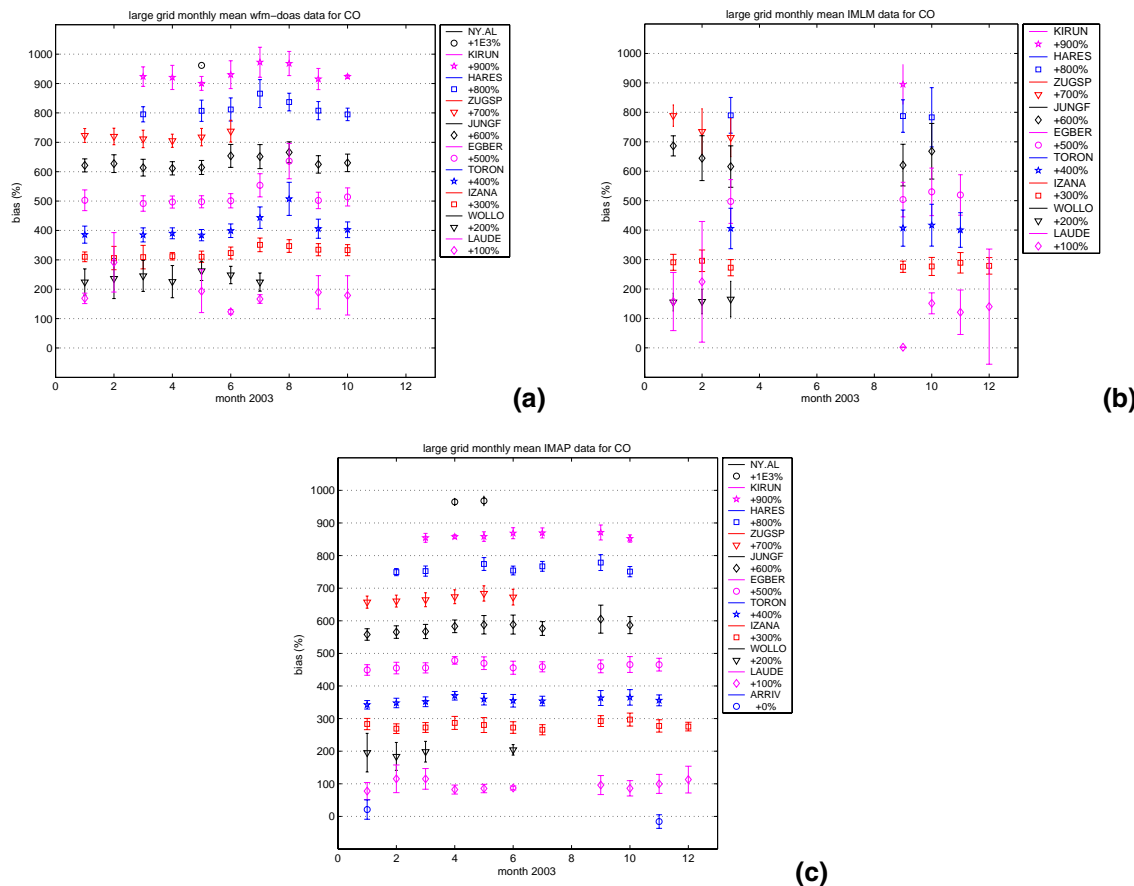 large grid monthly mean wfm−doas data for CO
1000
900
800
700
600
500
400
300
200
100
0
bias (%)
0
2
4
6
8
10
12
month 2003
NY.AL
+1E3%
KIRUN
+900%
HARES
+800%
ZUGSP
+700%
JUNGF
+600%
EGBER
+500%
TORON
+400%
IZANA
+300%
WOLLO
+200%
LAUDE
+100%
(a)
large grid monthly mean IMLM data for CO
1000
900
800
700
600
500
400
300
200
100
0
bias (%)
0
2
4
6
8
10
12
month 2003
KIRUN
+900%
HARES
+800%
ZUGSP
+700%
JUNGF
+600%
EGBER
+500%
TORON
+400%
IZANA
+300%
WOLLO
+200%
LAUDE
+100%
(b)
large grid monthly mean IMAP data for CO
1000
900
800
700
600
500
400
300
200
100
0
bias (%)
0
2
4
6
8
10
12
month 2003
NY.AL
+1E3%
KIRUN
+900%
HARES
+800%
ZUGSP
+700%
JUNGF
+600%
EGBER
+500%
TORON
+400%
IZANA
+300%
WOLLO
+200%
LAUDE
+100%
ARRIV
+0%
(c)